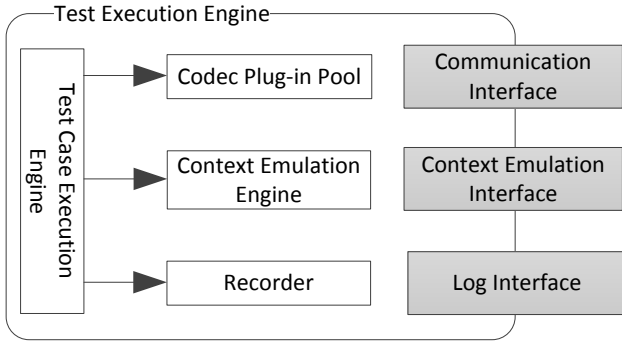 Test Execution Engine
Test Case Execution
Engine
Codec Plug-in Pool
Communication
Interface
Context Emulation
Engine
Context Emulation
Interface
Recorder
Log Interface